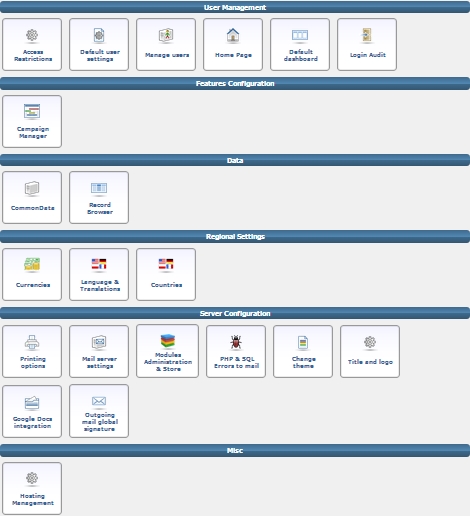 User Management
Access
Restrictions
Default user
settings
Manage users
Home Page
Default
dashboard
Login Audit
Features Configuration
Campaign
Manager
Data
CommonData
Record
Browser
Regional Settings
Currencies
Language &
Translations
Countries
Server Configuration
Printing
options
Mail server
settings
Modules
Administration
& Store
PHP & SQL
Errors to mail
Change
theme
Title and logo
Google Docs
integration
Outgoing
mail global
signature
Misc
Hosting
Management